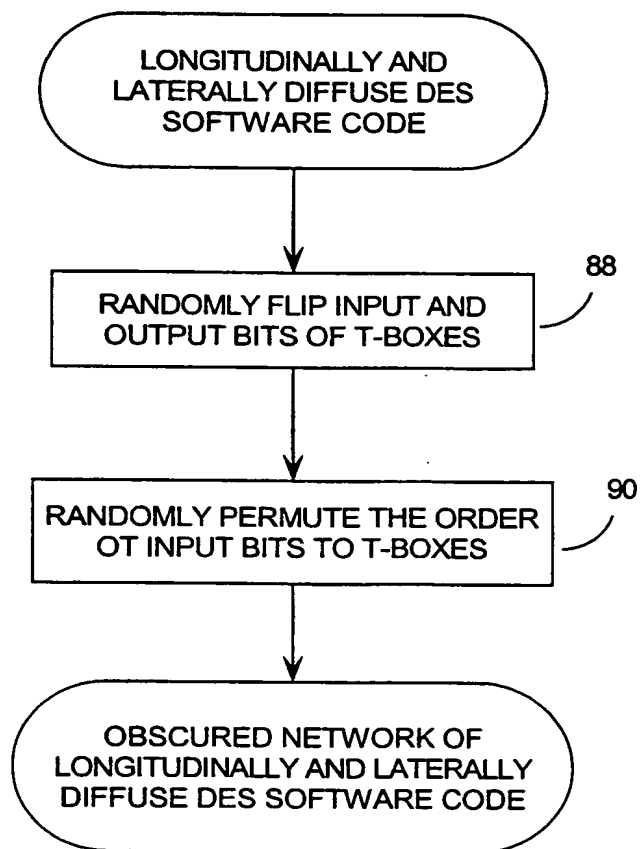 LONGITUDINALLY AND
LATERALLY DIFFUSE DES
SOFTWARE CODE
88
RANDOMLY FLIP INPUT AND
OUTPUT BITS OF T-BOXES
90
RANDOMLY PERMUTE THE ORDER
OT INPUT BITS TO T-BOXES
OBSCURED NETWORK OF
LONGITUDINALLY AND LATERALLY
DIFFUSE DES SOFTWARE CODE